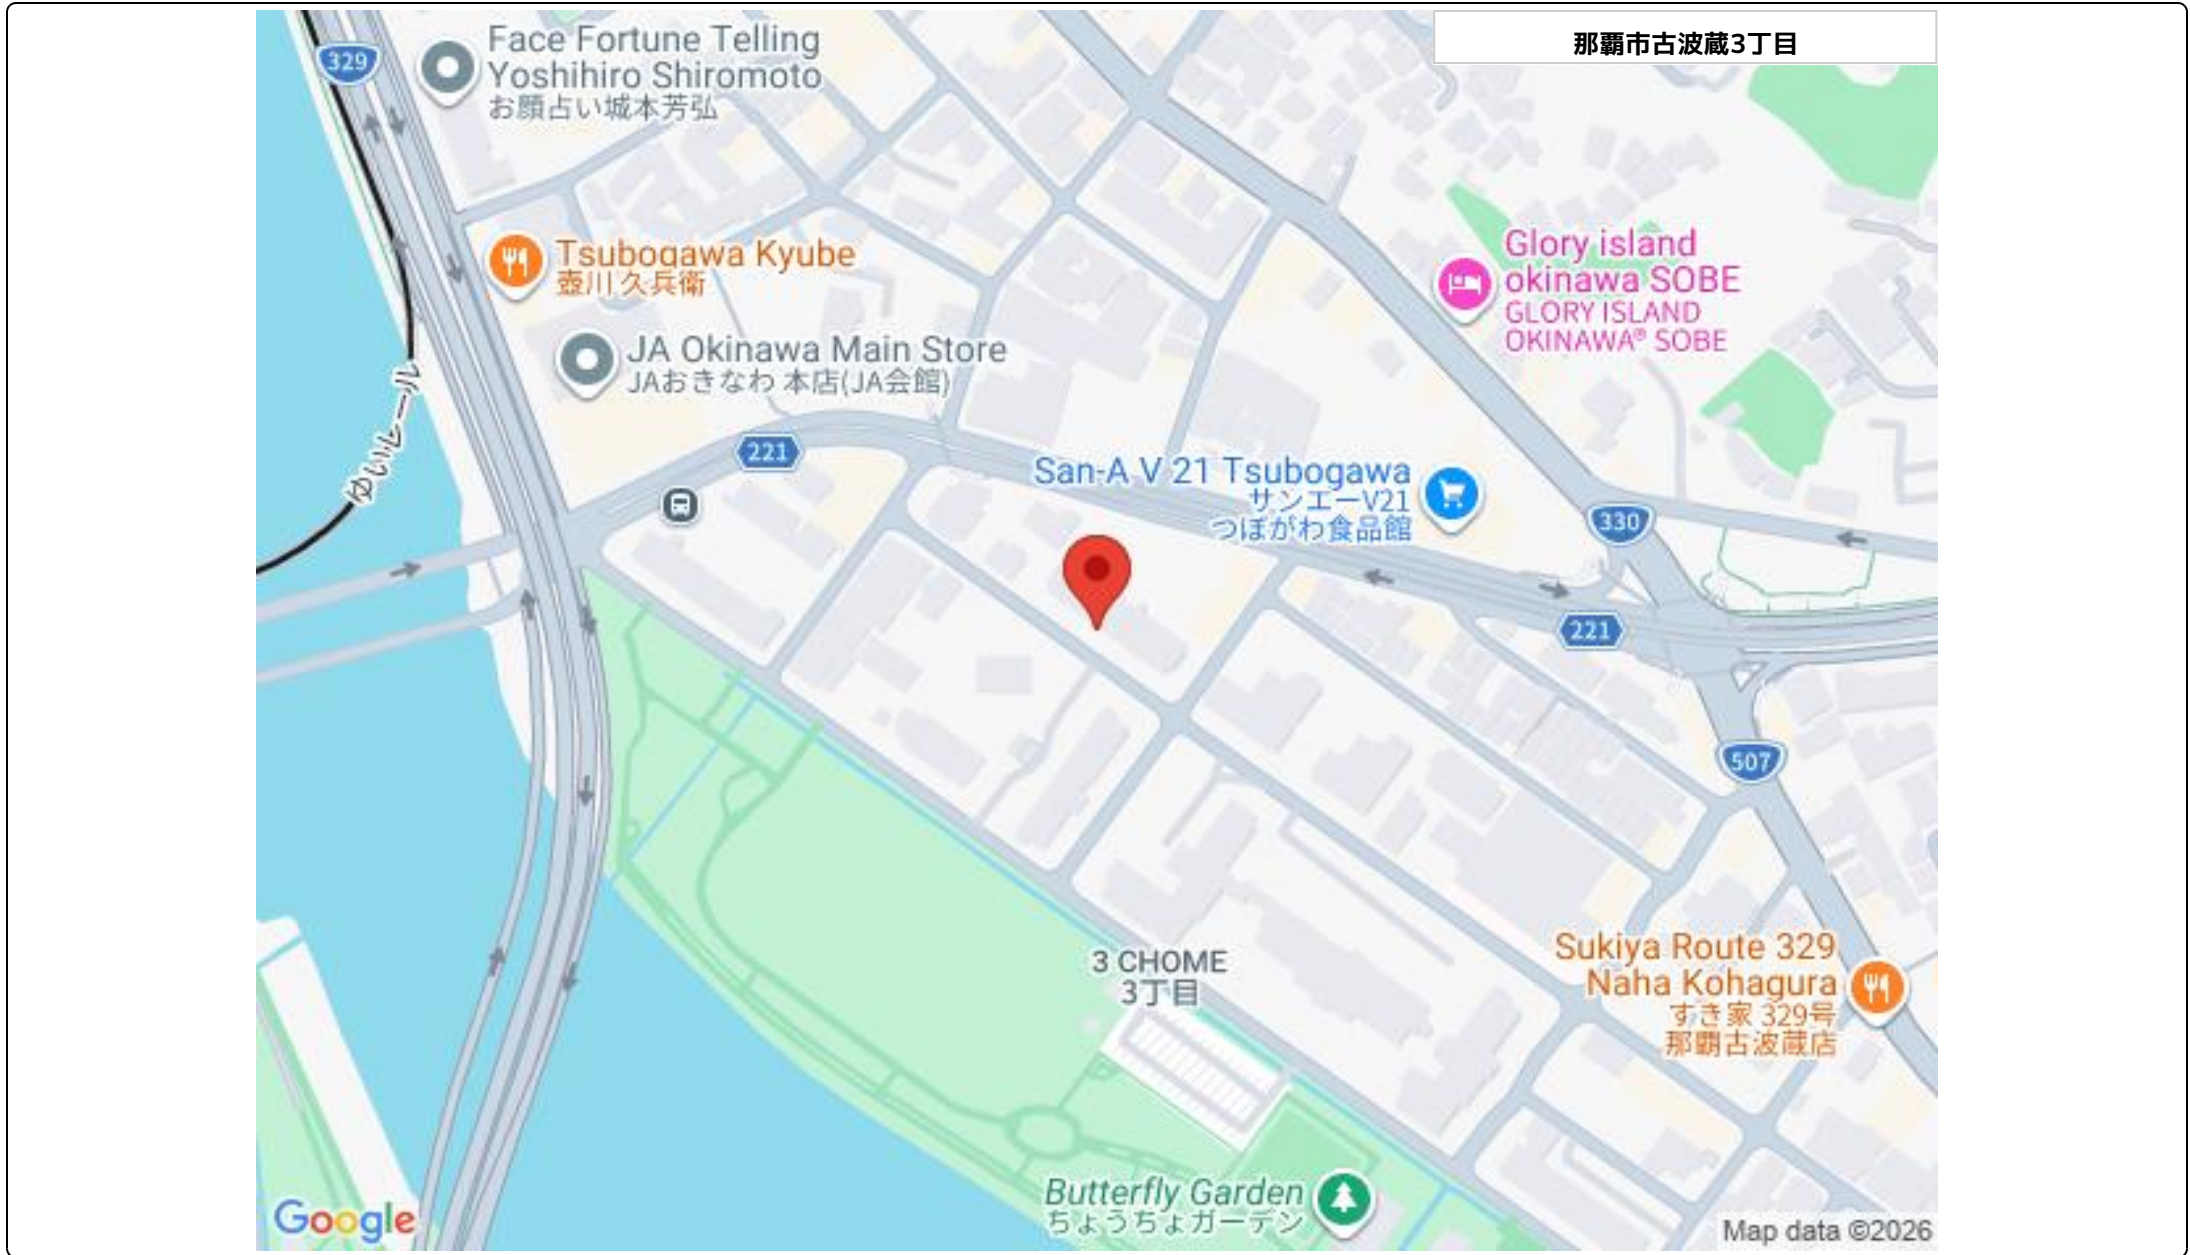 那覇市古波蔵3丁目
329
Face Fortune Telling
Yoshihiro Shiromoto
お顔占い城本芳弘
Tsubogawa Kyube
壺川 久兵衛
Glory island
okinawa SOBE
GLORY ISLAND
OKINAWA® SOBE
JA Okinawa Main Store
JAおきなわ 本店(JA会館)
ゆいレール
221
San-A V 21 Tsubogawa
サンエーV21
つぼがわ食品館
330
221
507
Sukiya Route 329
Naha Kohagura
すき家 329号
那覇古波蔵店
3 CHOME
3丁目
Butterfly Garden
ちょうちょガーデン
Google
Map data ©2026